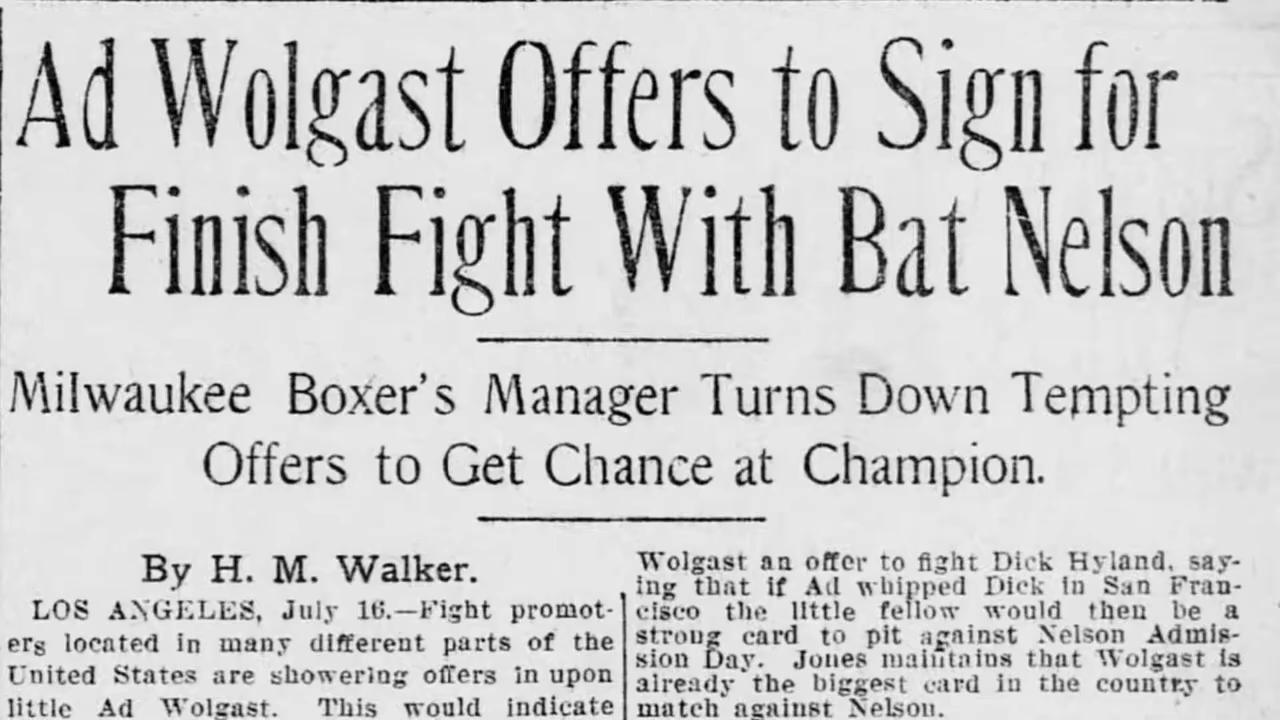 Ad Wolgast Offers to Sign for
Finish Fight With Bat Nelson
Milwaukee Boxer's Manager Turns Down Tempting
Offers to Get Chance at Champion.
By H. M. Walker.
LOS ANGELES, July 16.—Fight promot-
ers located in many different parts of the
United States are showering offers in upon
little Ad Wolgast. This would indicate
Wolgast an offer to fight Dick Hyland, say-
ing that if Ad whipped Dick in San Fran-
cisco the little fellow would then be a
strong card to pit against Nelson Admis-
sion Day. Jones maintains that Wolgast is
already the biggest card in the country to
match against Nelson.